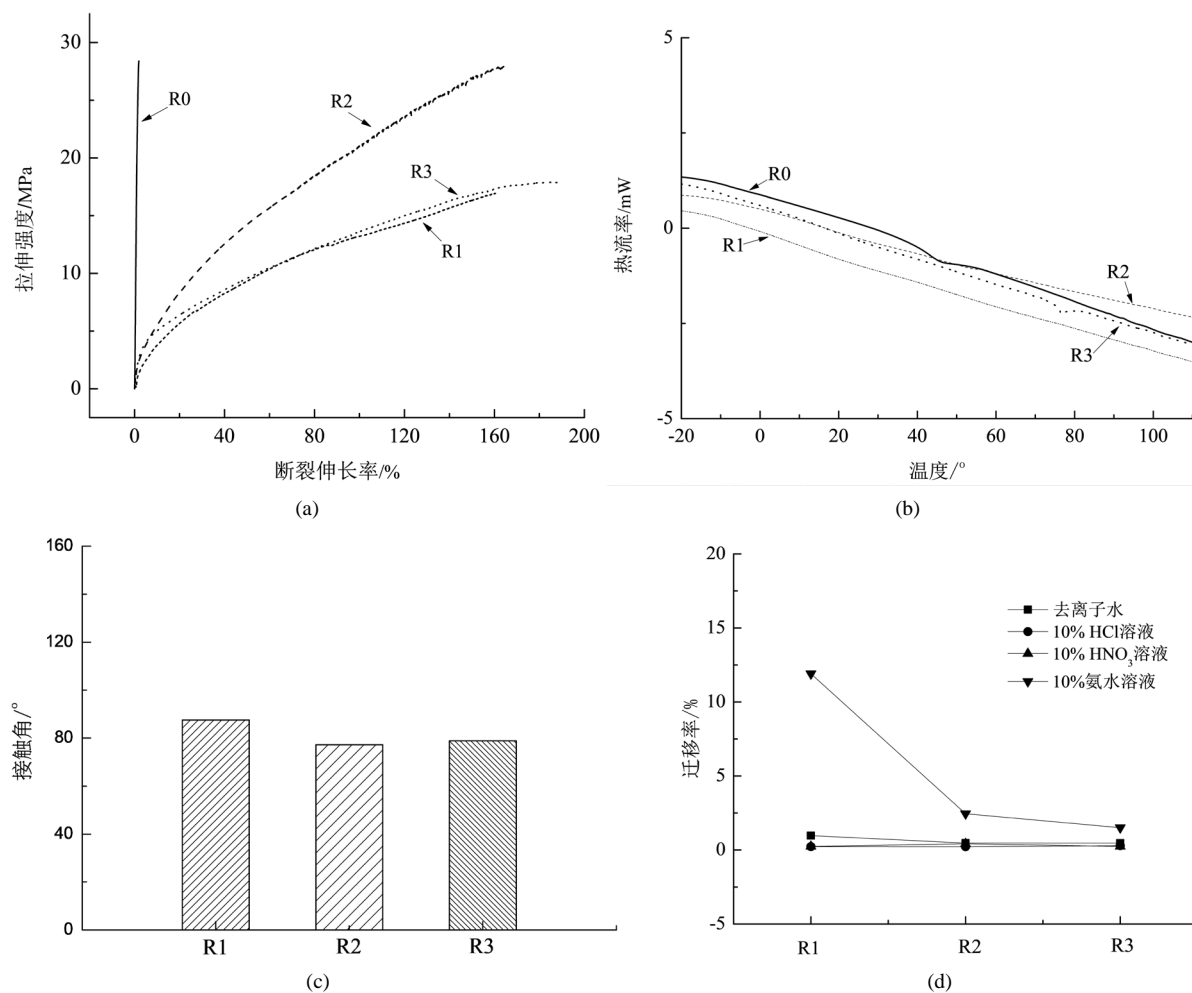 30
20
10
0
0
40
80
120
160
200
R0
R2
R3
R1
拉伸强度/MPa
断裂伸长率/%
(a)
5
0
-5
-20
0
20
40
60
80
100
R0
R1
R2
R3
热流率/mW
温度/°
(b)
160
120
80
40
0
R1
R2
R3
接触角/°
(c)
20
15
10
5
0
-5
去离子水
10% HCl溶液
10% HNO₃溶液
10%氨水溶液
R1
R2
R3
迁移率/%
(d)